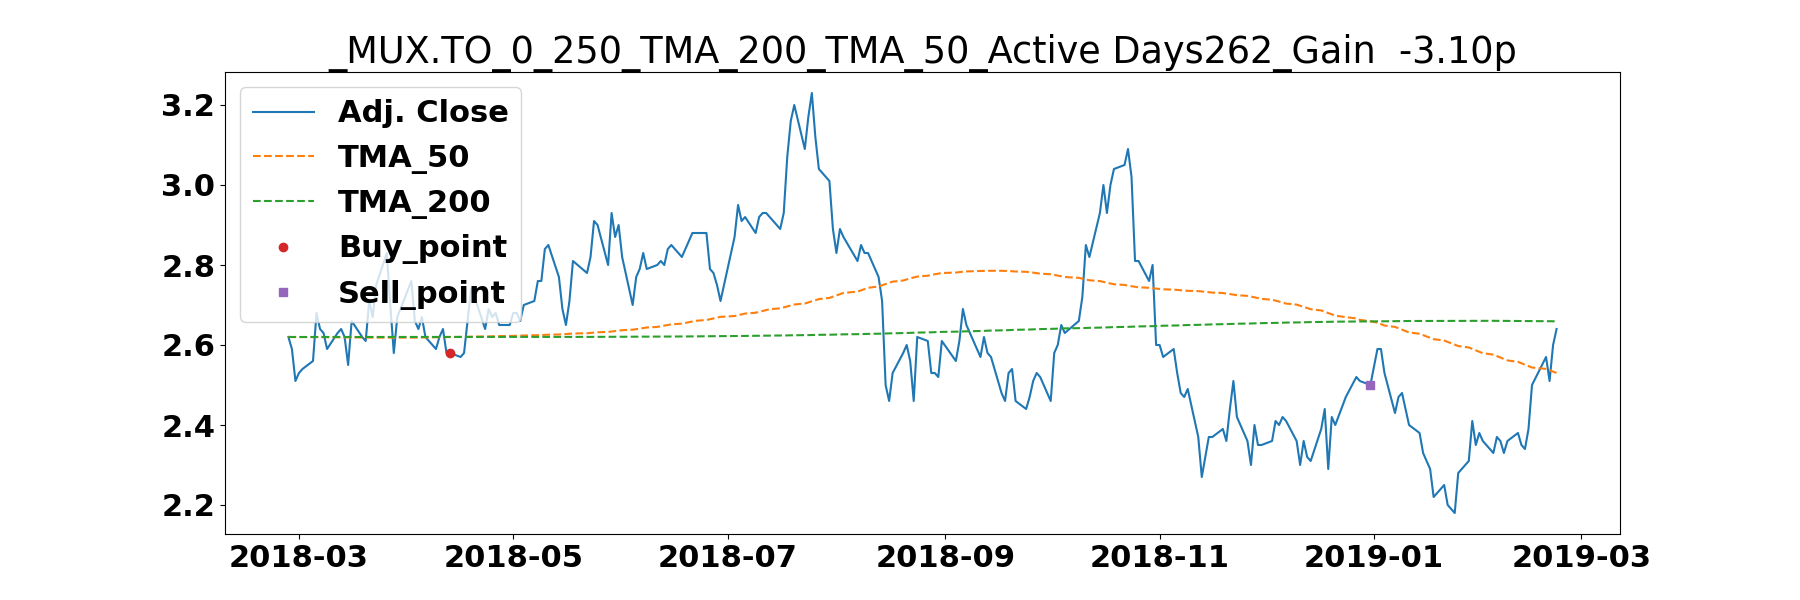 _MUX.TO_0_250_TMA_200_TMA_50_Active Days262_Gain  -3.10p
3.2
3.0
2.8
2.6
2.4
2.2
Adj. Close
TMA_50
TMA_200
Buy_point
Sell_point
2018-03 2018-05 2018-07 2018-09 2018-11 2019-01 2019-03